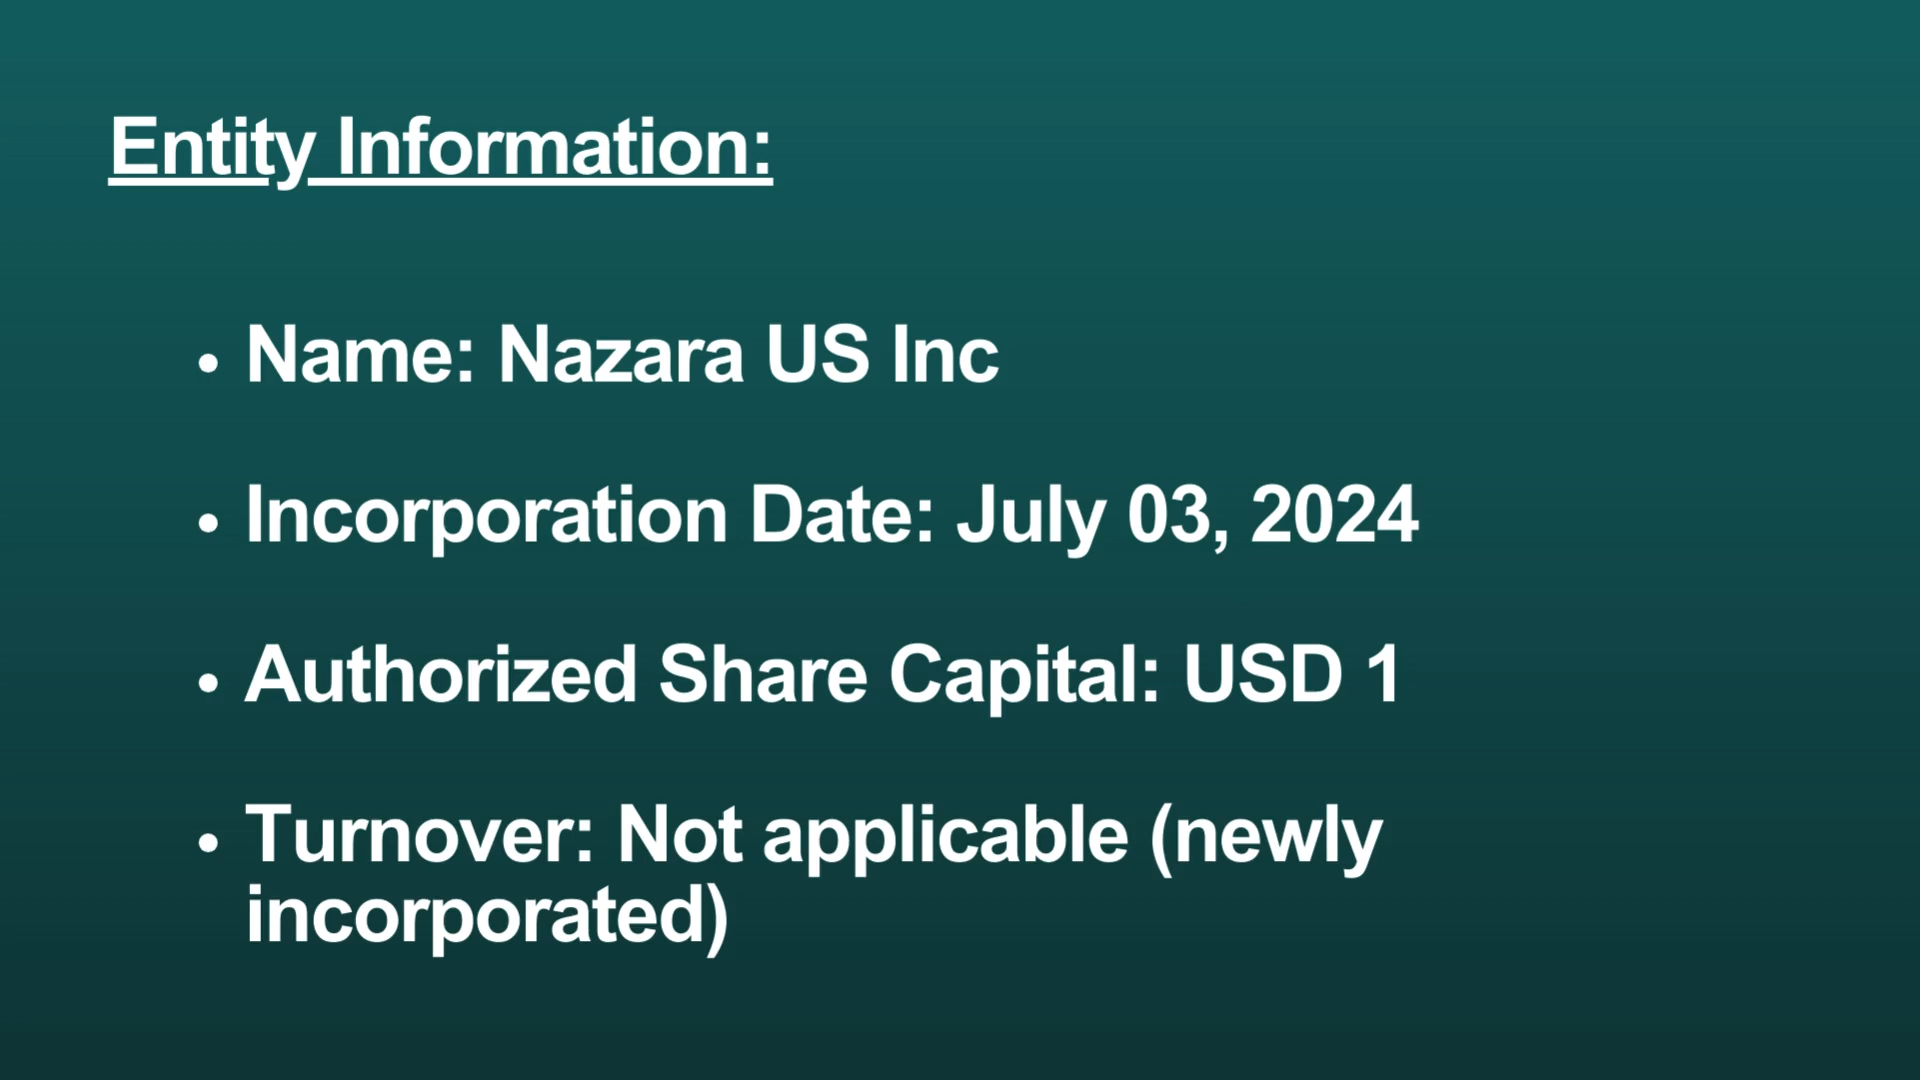 Entity Information:
• Name: Nazara US Inc
• Incorporation Date: July 03, 2024
• Authorized Share Capital: USD 1
• Turnover: Not applicable (newly
incorporated)